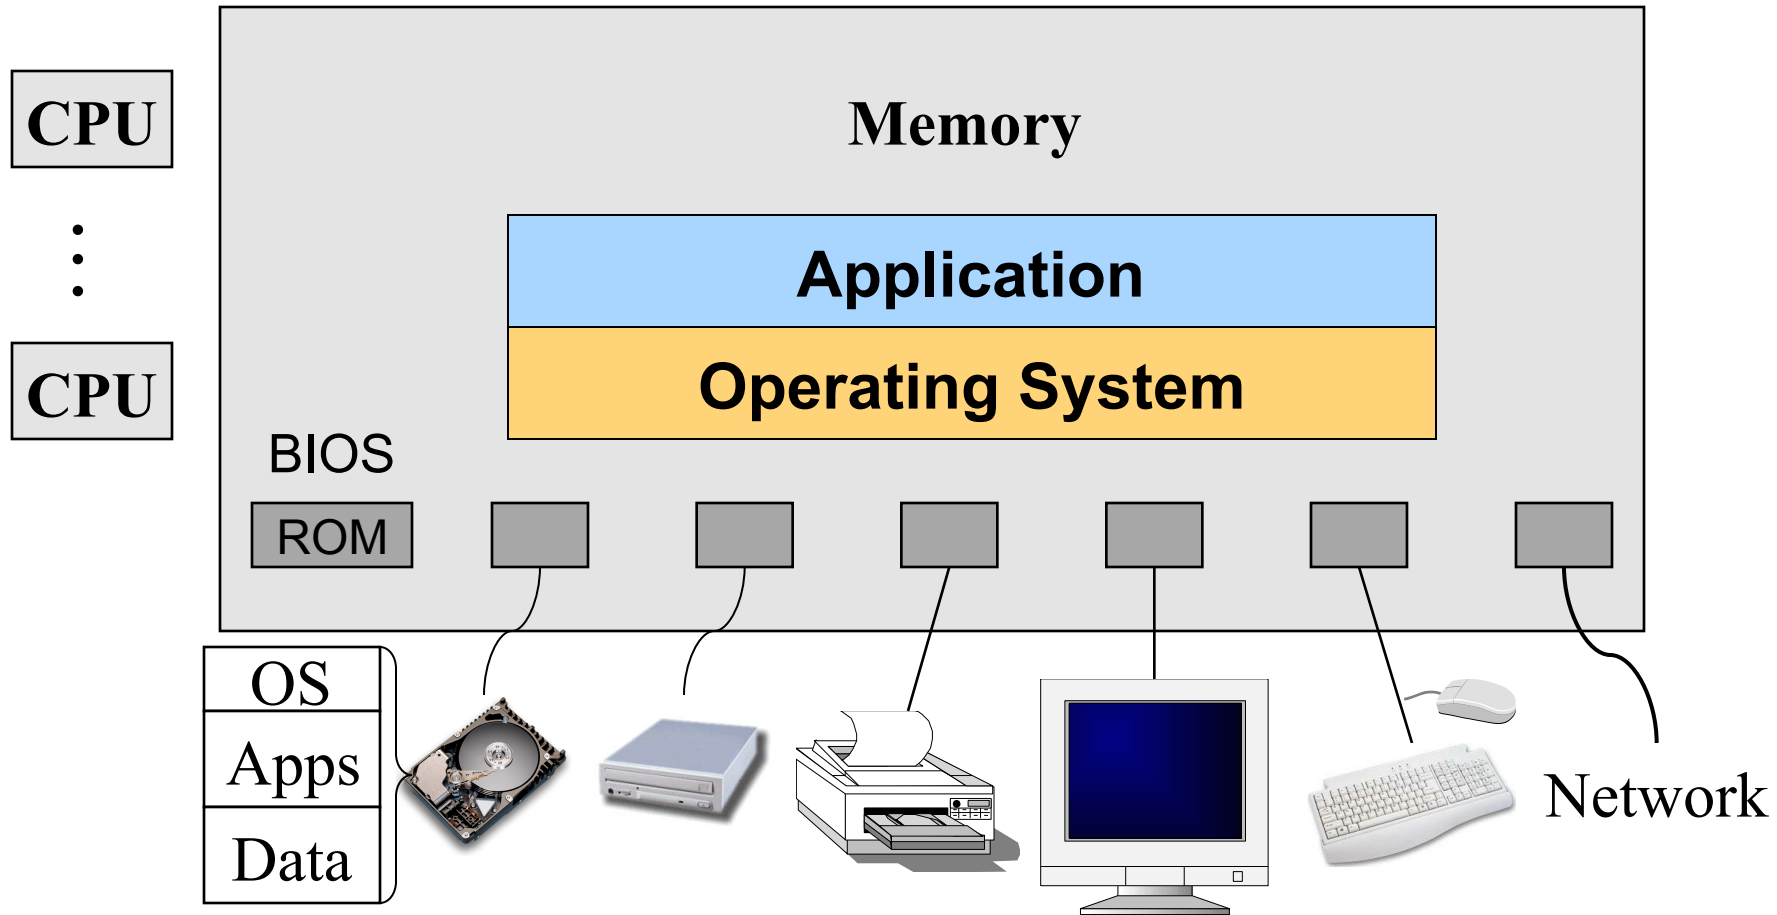 CPU
Memory
Application
CPU
Operating System
BIOS
ROM
OS
Apps
Data
Network